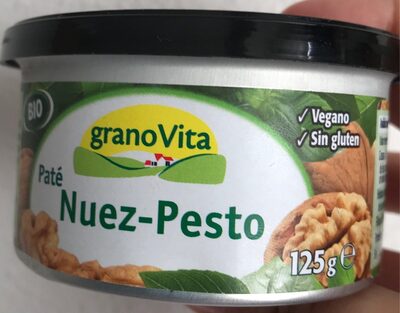 BIO
granoVita
✓ Vegano
✓ Sin gluten
Paté
Nuez-Pesto
125g e